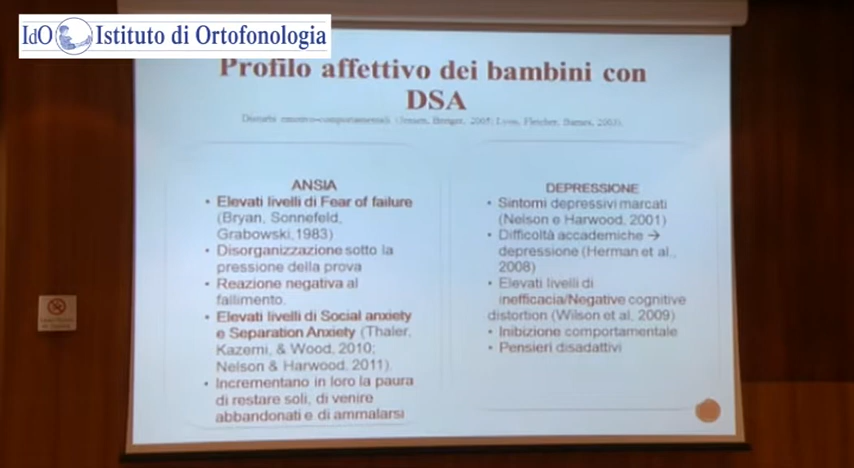 IdO Istituto di Ortofonologia
Profilo affettivo dei bambini con
DSA
Disturbi emotivo-comportamentali
ANSIA
• Elevati livelli di Fear of failure
(Bryan, Sonnefeld,
Grabowski, 1983)
• Disorganizzazione sotto la
pressione della prova
• Reazione negativa al
fallimento.
• Elevati livelli di Social anxiety
e Separation Anxiety (Thaler,
Kazemi, & Wood, 2010;
Nelson & Harwood, 2011).
• Incrementano in loro la paura
di restare soli, di venire
abbandonati e di ammalarsi
DEPRESSIONE
• Sintomi depressivi marcati
(Nelson e Harwood, 2001)
• Difficoltà accademiche →
depressione (Herman et al.,
2008)
• Elevati livelli di
inefficacia/Negative cognitive
distortion (Wilson et al, 2009)
• Inibizione comportamentale
• Pensieri disadattivi